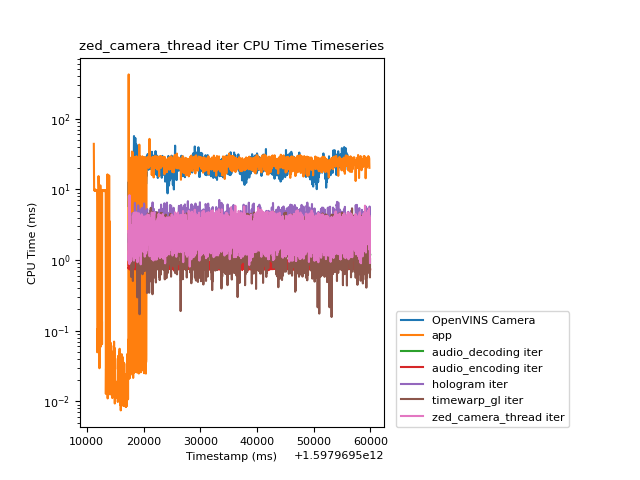 zed_camera_thread iter CPU Time Timeseries
CPU Time (ms)
10²
10¹
10⁰
10⁻¹
10⁻²
10000 20000 30000 40000 50000 60000
Timestamp (ms)
+1.5979695e12
OpenVINS Camera
app
audio_decoding iter
audio_encoding iter
hologram iter
timewarp_gl iter
zed_camera_thread iter